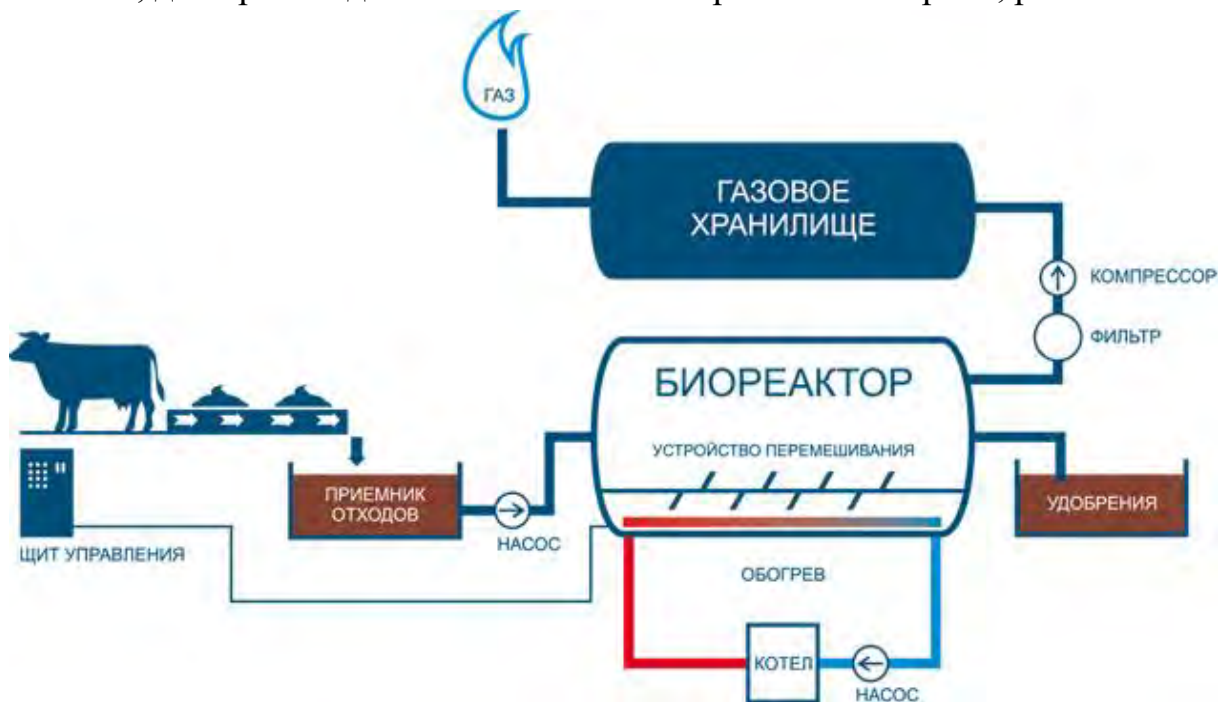 ГАЗ
ГАЗОВОЕ
ХРАНИЛИЩЕ
КОМПРЕССОР
ФИЛЬТР
БИОРЕАКТОР
УСТРОЙСТВО ПЕРЕМЕШИВАНИЯ
ПРИЕМНИК
ОТХОДОВ
НАСОС
УДОБРЕНИЯ
ЩИТ УПРАВЛЕНИЯ
ОБОГРЕВ
КОТЕЛ
НАСОС